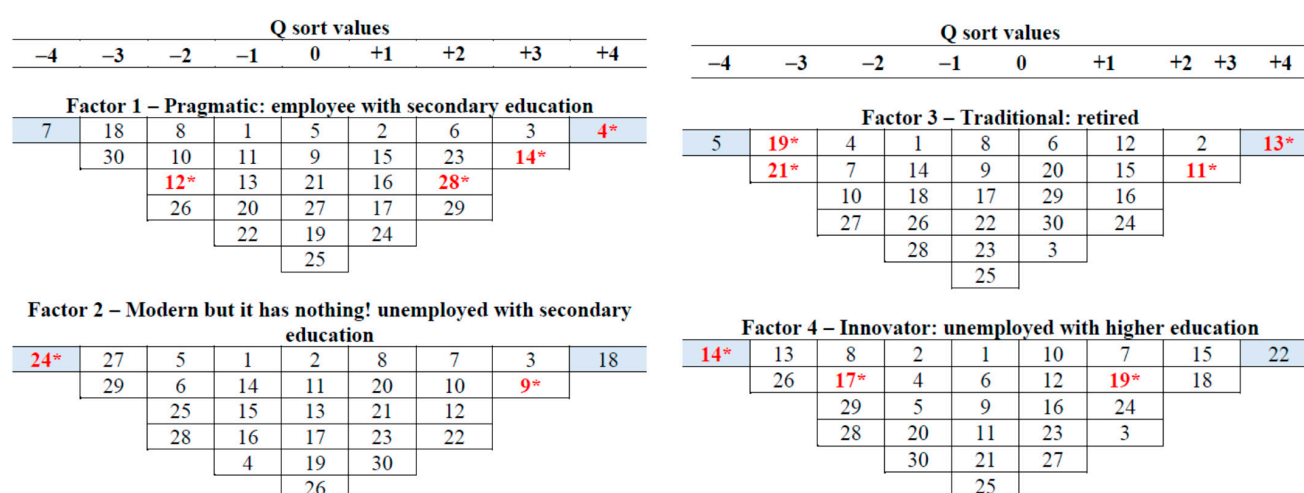 Q sort values
–4 –3 –2 –1 0 +1 +2 +3 +4
Factor 1 – Pragmatic: employee with secondary education
7 18 8 1 5 2 6 3 4*
30 10 11 9 15 23 14*
12* 13 21 16 28*
26 20 27 17 29
22 19 24
25
Factor 2 – Modern but it has nothing! unemployed with secondary
education
24* 27 5 1 2 8 7 3 18
29 6 14 11 20 10 9*
25 15 13 21 12
28 16 17 23 22
4 19 30
26
Q sort values
–4 –3 –2 –1 0 +1 +2 +3 +4
Factor 3 – Traditional: retired
5 19* 4 1 8 6 12 2 13*
21* 7 14 9 20 15 11*
10 18 17 29 16
27 26 22 30 24
28 23 3
25
Factor 4 – Innovator: unemployed with higher education
14* 13 8 2 1 10 7 15 22
26 17* 4 6 12 19* 18
29 5 9 16 24
28 20 11 23 3
30 21 27
25